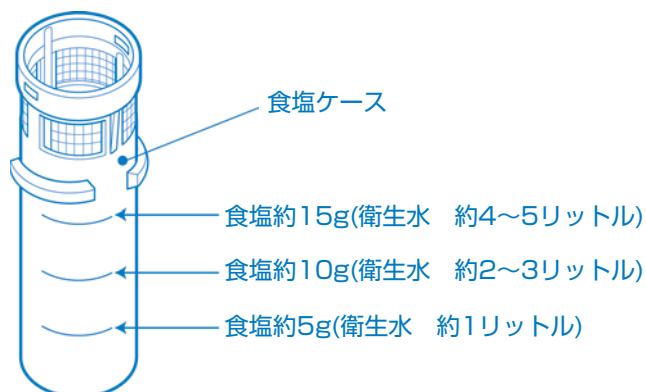 食塩ケース
食塩約15g(衛生水　約4〜5リットル)
食塩約10g(衛生水　約2〜3リットル)
食塩約5g(衛生水　約1リットル)